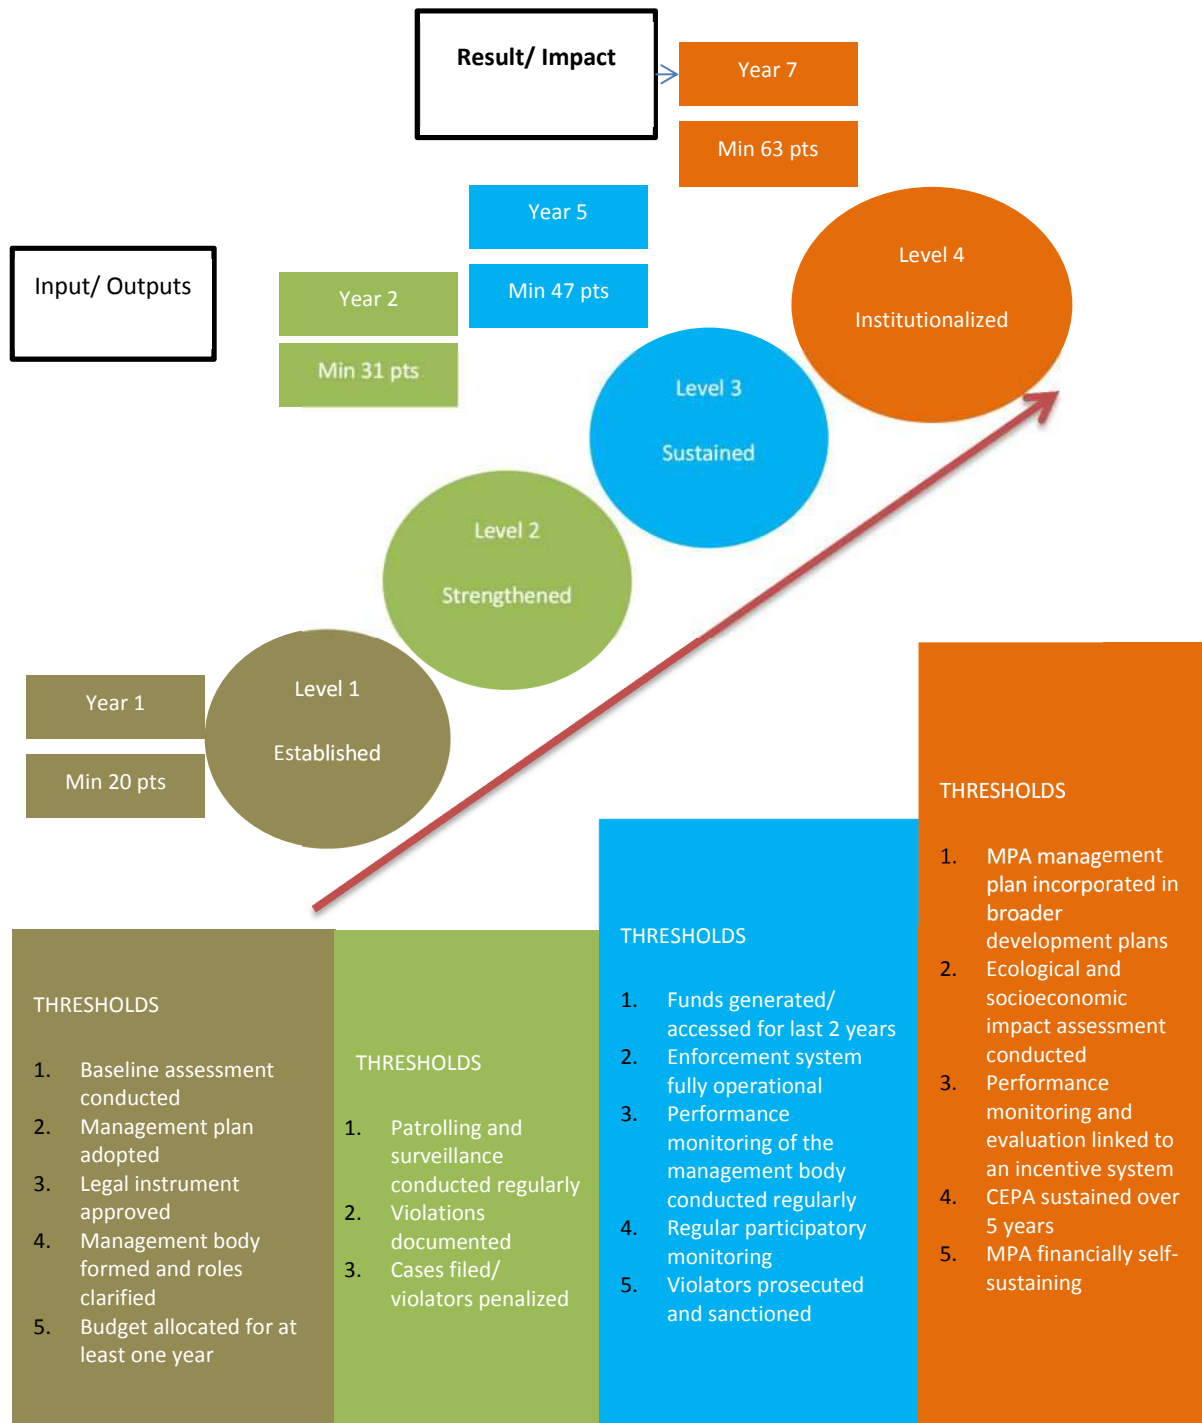 Result/ Impact
Year 7
Min 63 pts
Year 5
Min 47 pts
Input/ Outputs
Year 2
Min 31 pts
Level 4
Institutionalized
Level 3
Sustained
Level 2
Strengthened
Year 1
Min 20 pts
Level 1
Established
THRESHOLDS
1. Baseline assessment
conducted
2. Management plan
adopted
3. Legal instrument
approved
4. Management body
formed and roles
clarified
5. Budget allocated for at
least one year
THRESHOLDS
1. Patrolling and
surveillance
conducted regularly
2. Violations
documented
3. Cases filed/
violators penalized
THRESHOLDS
1. Funds generated/
accessed for last 2 years
2. Enforcement system
fully operational
3. Performance
monitoring of the
management body
conducted regularly
4. Regular participatory
monitoring
5. Violators prosecuted
and sanctioned
THRESHOLDS
1. MPA management
plan incorporated in
broader
development plans
2. Ecological and
socioeconomic
impact assessment
conducted
3. Performance
monitoring and
evaluation linked to
an incentive system
4. CEPA sustained over
5 years
5. MPA financially self-
sustaining